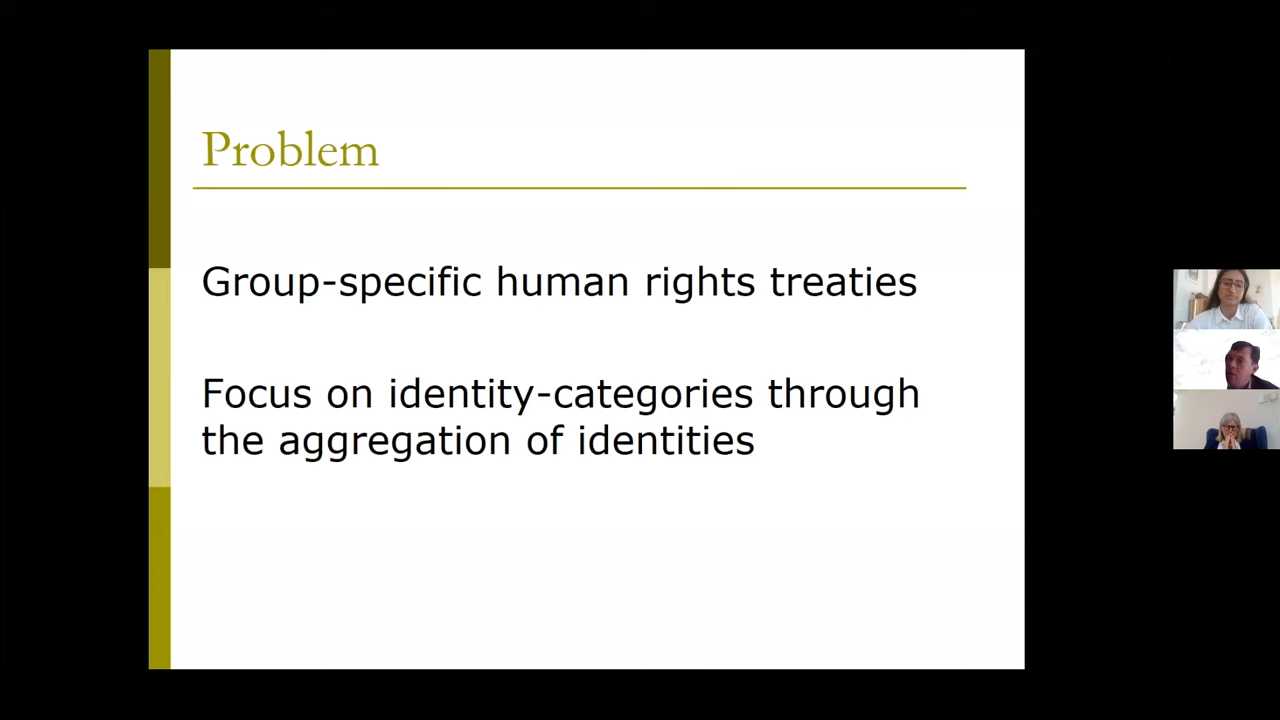 Problem
Group-specific human rights treaties
Focus on identity-categories through
the aggregation of identities